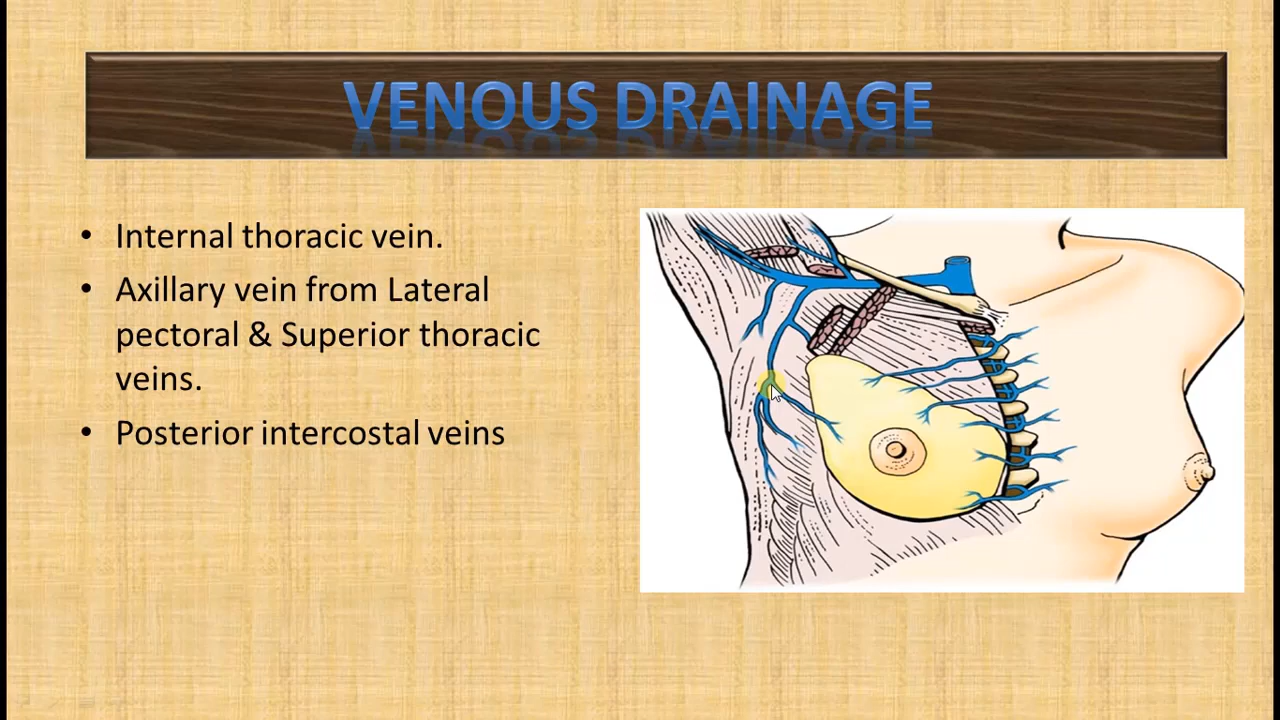 VENOUS DRAINAGE
• Internal thoracic vein.
• Axillary vein from Lateral
pectoral & Superior thoracic
veins.
• Posterior intercostal veins